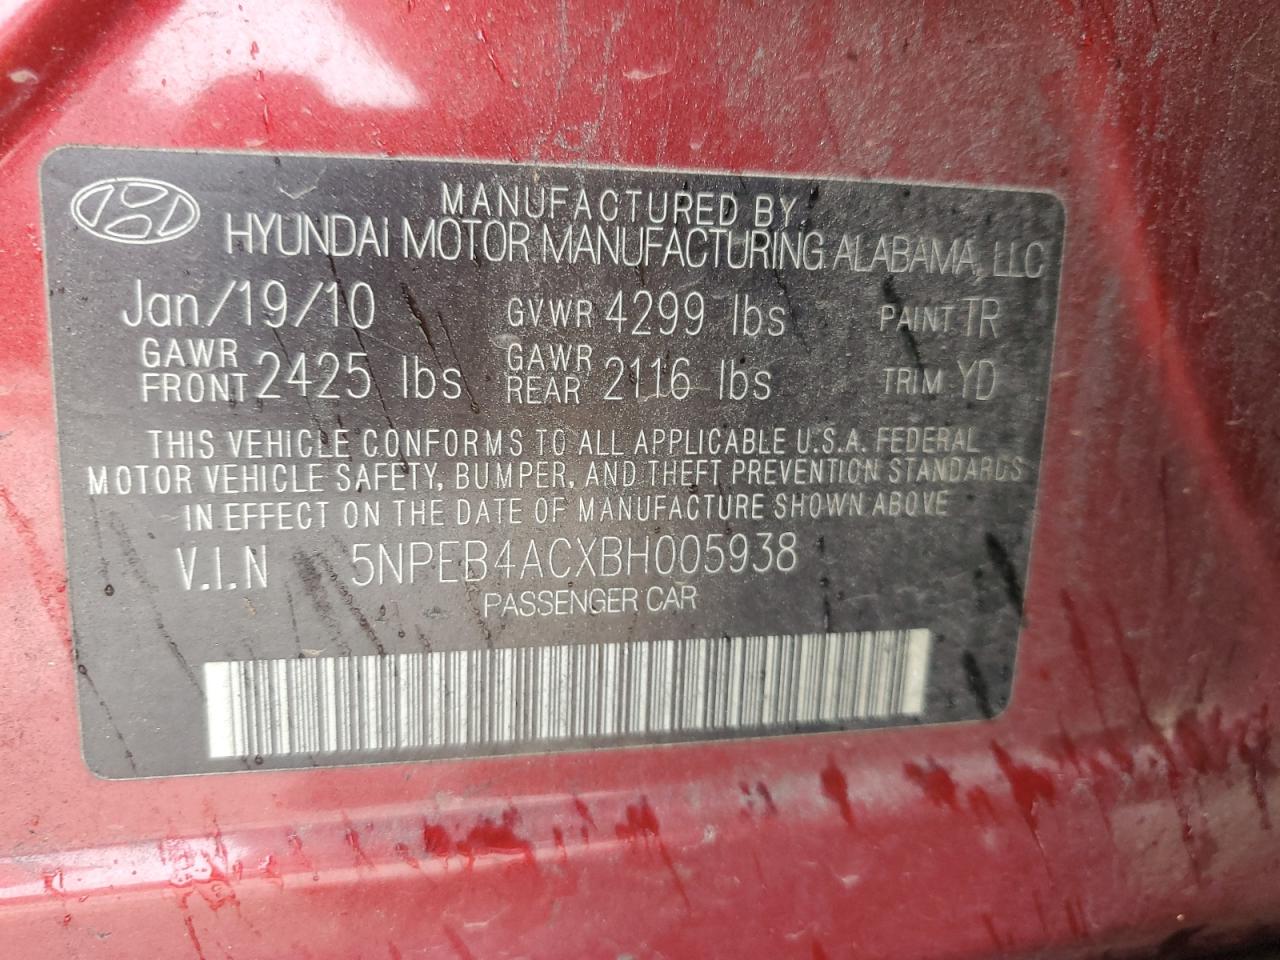 MANUFACTURED BY
HYUNDAI MOTOR MANUFACTURING ALABAMA, LLC
Jan/19/10 GVWR 4299 lbs PAINT TR
GAWR FRONT 2425 lbs GAWR REAR 2116 lbs TRIM YD
THIS VEHICLE CONFORMS TO ALL APPLICABLE U.S.A. FEDERAL
MOTOR VEHICLE SAFETY, BUMPER, AND THEFT PREVENTION STANDARDS
IN EFFECT ON THE DATE OF MANUFACTURE SHOWN ABOVE
V.I.N 5NPEB4ACXBH005938
PASSENGER CAR